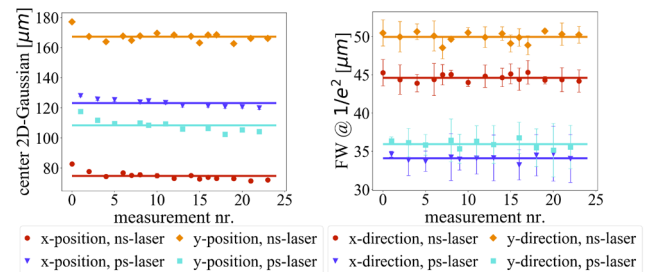 center 2D-Gaussian [μm]
180
160
140
120
100
80
0 5 10 15 20 25
measurement nr.
x-position, ns-laser
y-position, ns-laser
x-position, ps-laser
y-position, ps-laser
FW @ 1/e² [μm]
50
45
40
35
30
0 5 10 15 20 25
measurement nr.
x-direction, ns-laser
y-direction, ns-laser
x-direction, ps-laser
y-direction, ps-laser